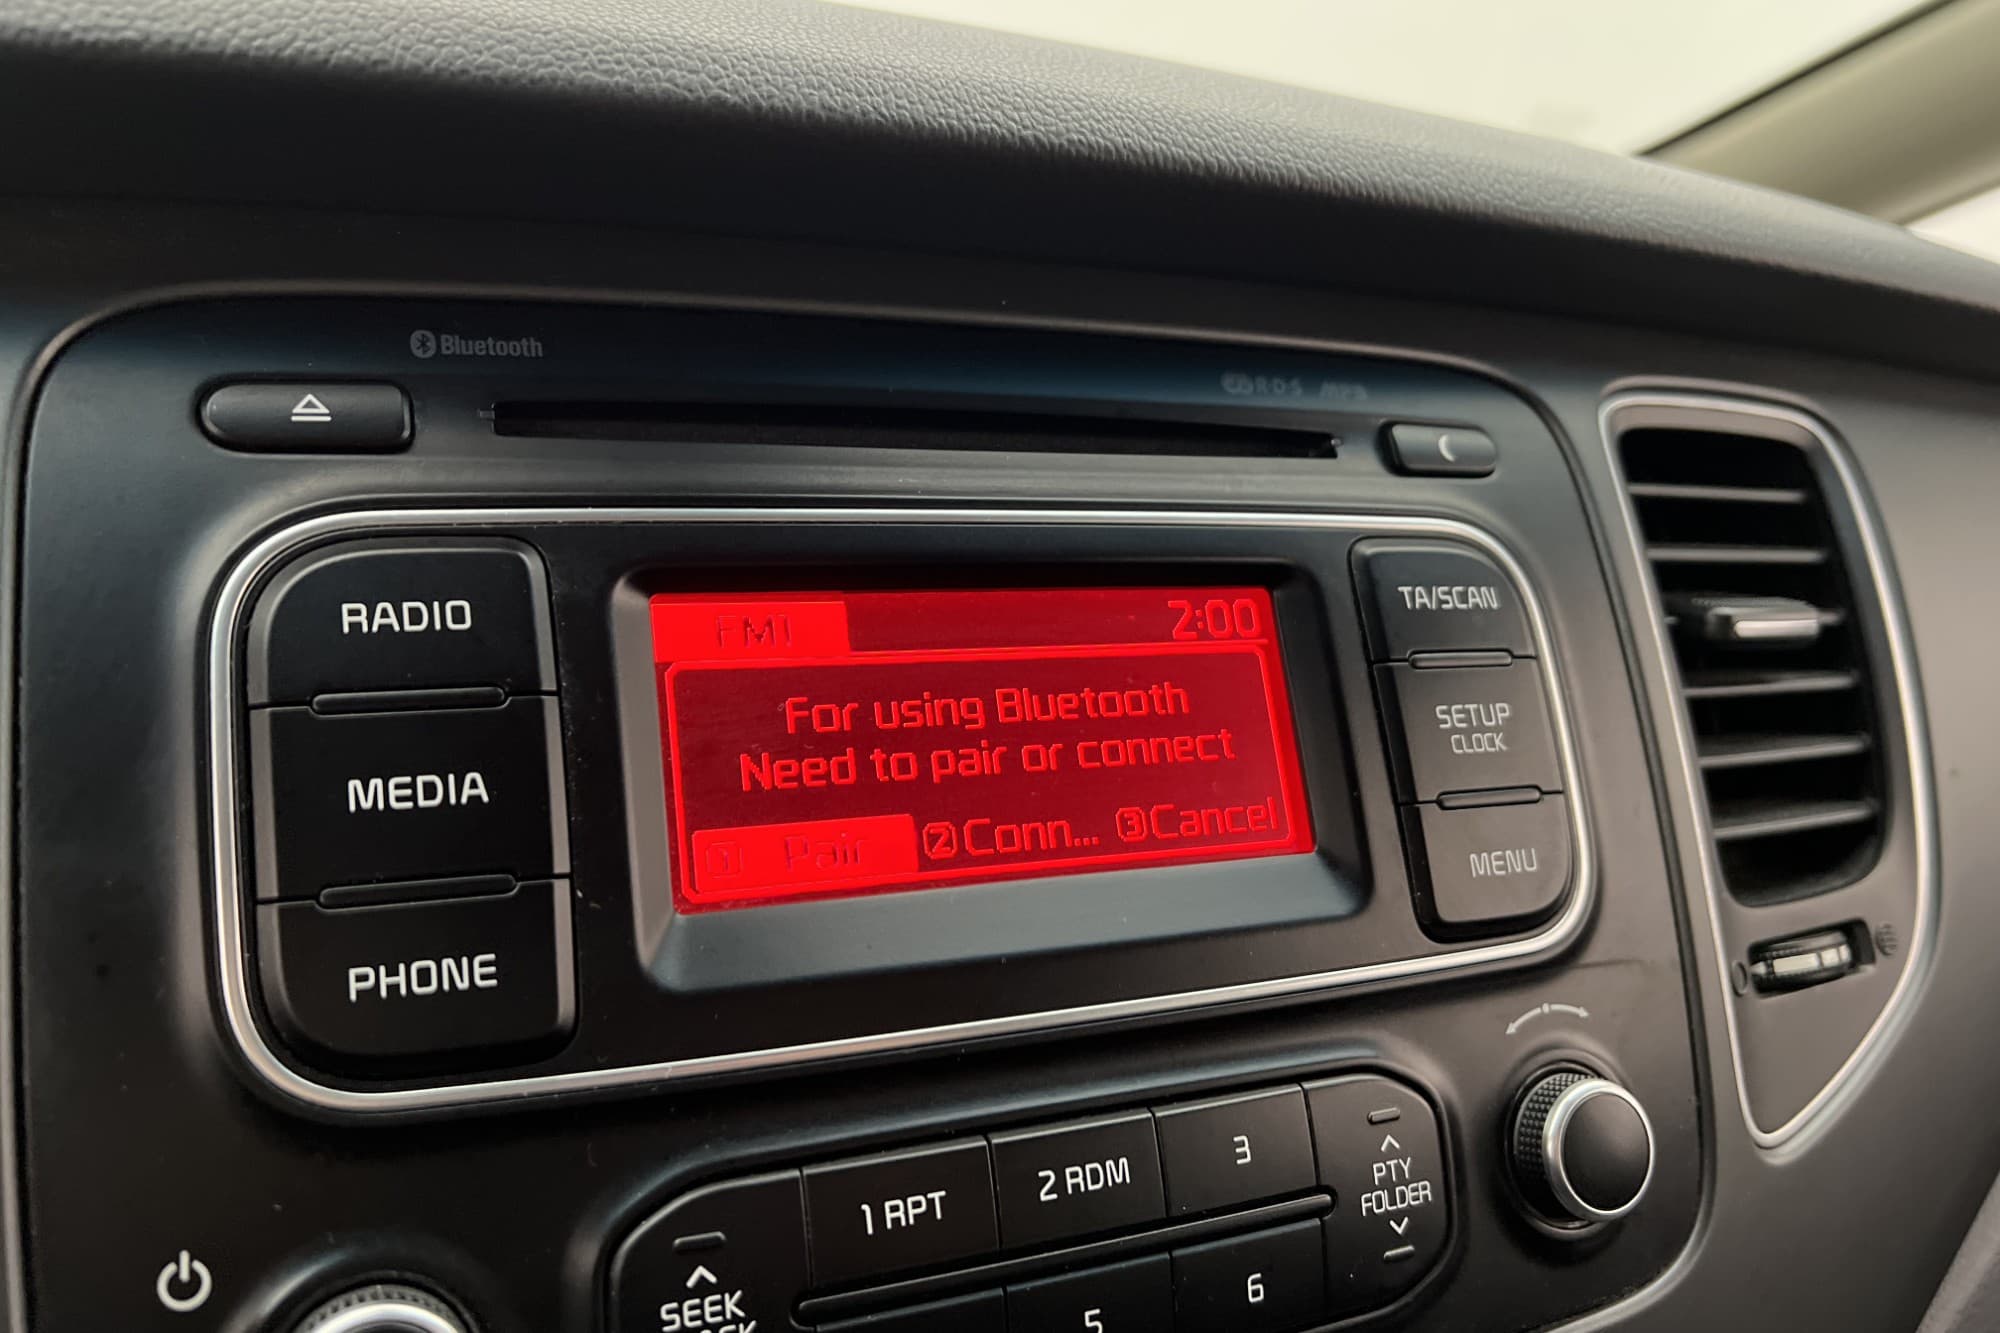 Bluetooth
RDS MP3
RADIO
MEDIA
PHONE
FM1
2:00
For using Bluetooth
Need to pair or connect
1 Pair 2Conn... 3Cancel
TA/SCAN
SETUP
CLOCK
MENU
1 RPT
2 RDM
3
PTY
FOLDER
SEEK
5
6